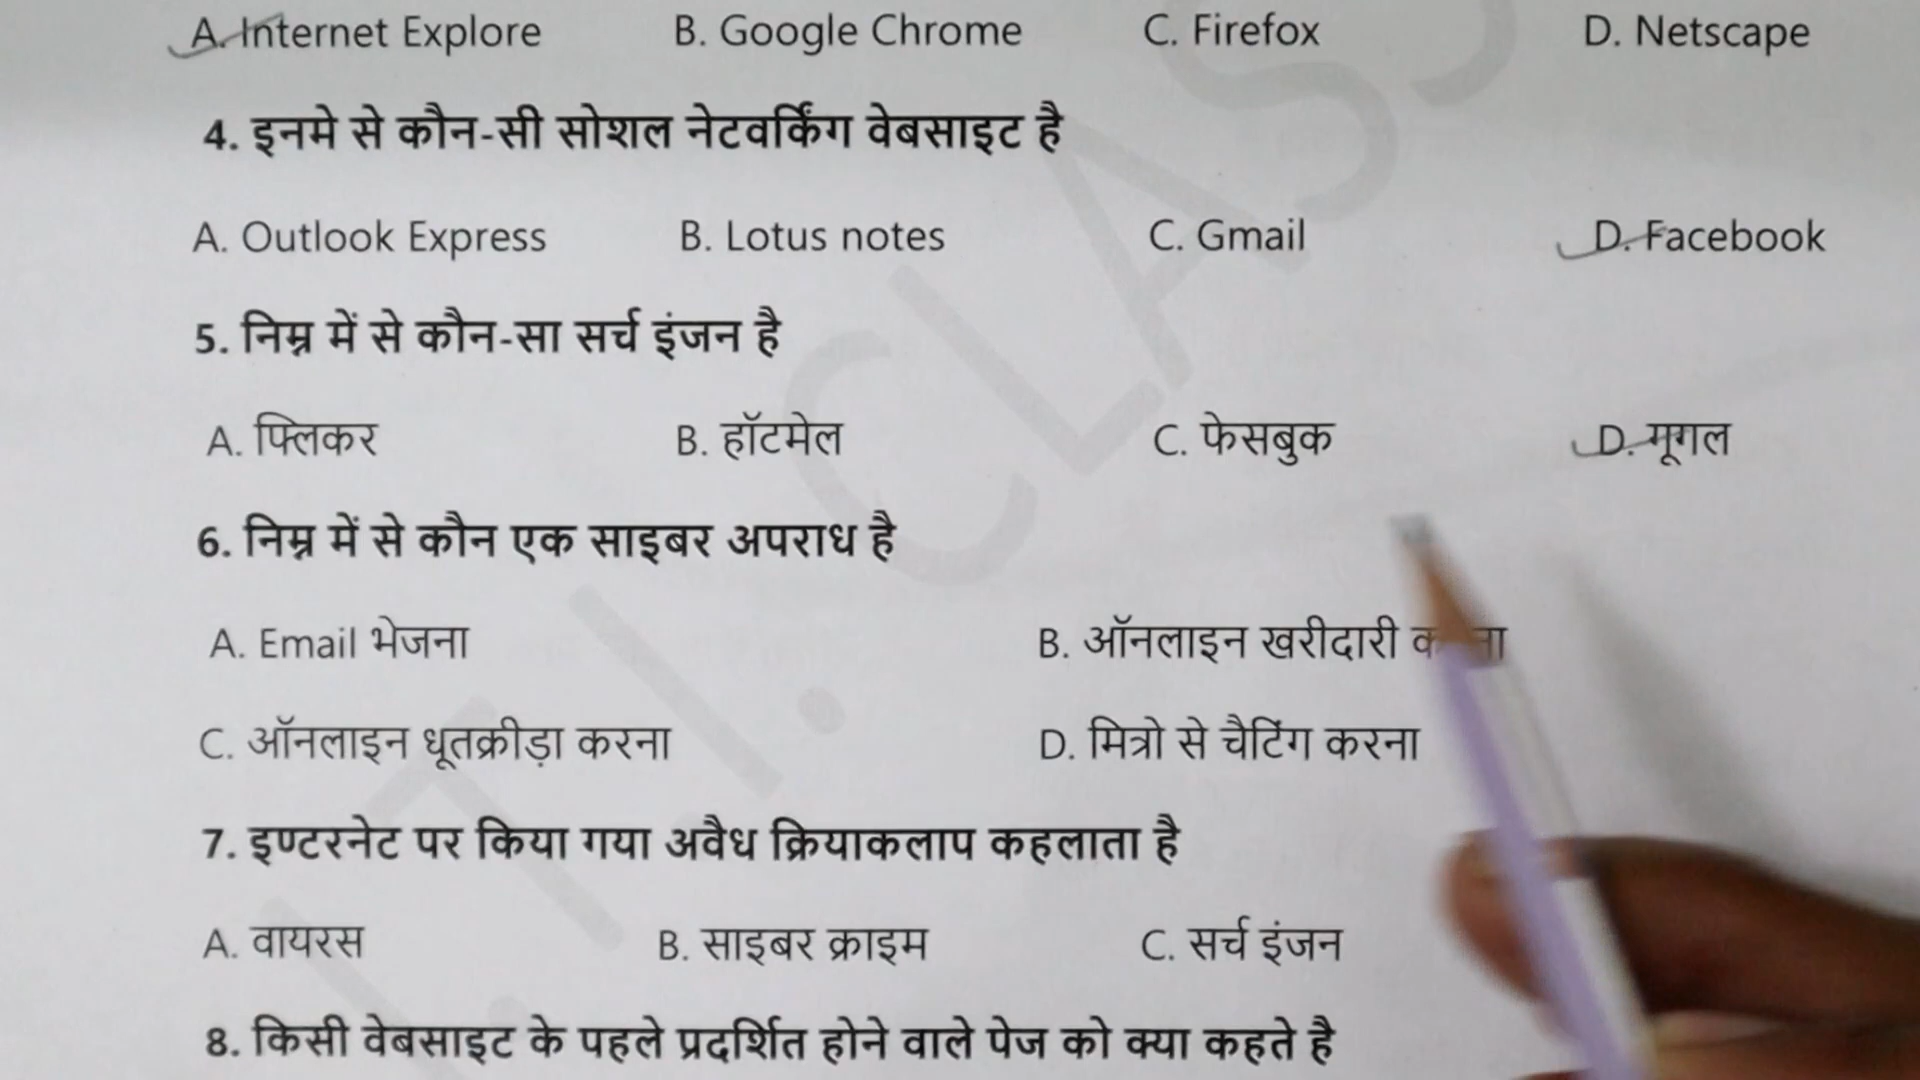 A. Internet Explore B. Google Chrome C. Firefox D. Netscape
4. इनमे से कौन-सी सोशल नेटवर्किंग वेबसाइट है
A. Outlook Express B. Lotus notes C. Gmail D. Facebook
5. निम्न में से कौन-सा सर्च इंजन है
A. फ्लिकर B. हॉटमेल C. फेसबुक D. मूगल
6. निम्न में से कौन एक साइबर अपराध है
A. Email भेजना B. ऑनलाइन खरीदारी
C. ऑनलाइन धूतक्रीड़ा करना D. मित्रो से चैटिंग करना
7. इण्टरनेट पर किया गया अवैध क्रियाकलाप कहलाता है
A. वायरस B. साइबर क्राइम C. सर्च इंजन
8. किसी वेबसाइट के पहले प्रदर्शित होने वाले पेज को क्या कहते है
I.T.I. CLASS